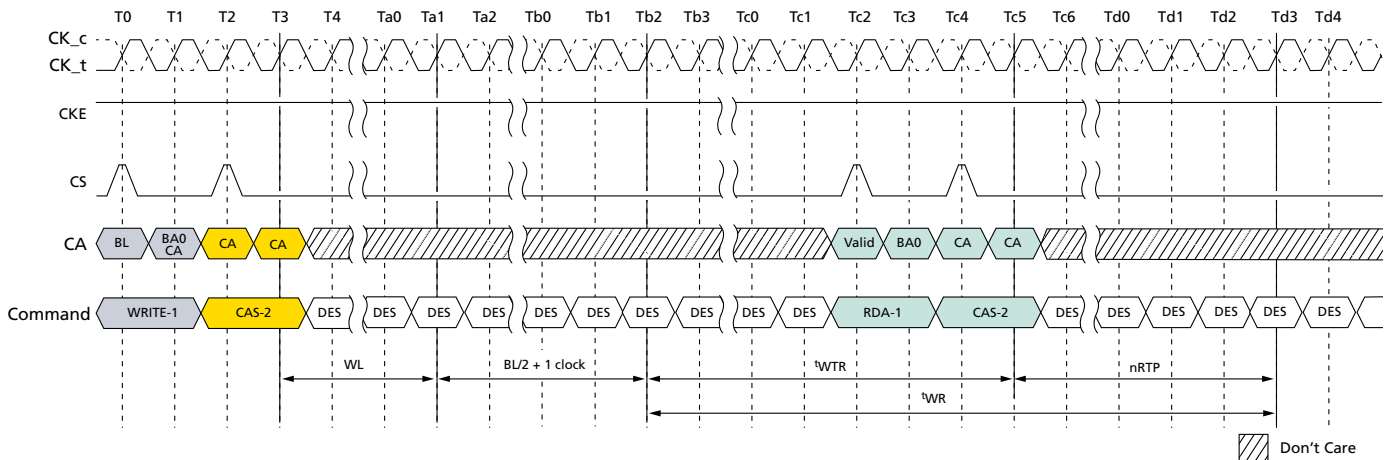 T0 T1 T2 T3 T4 Ta0 Ta1 Ta2 Tb0 Tb1 Tb2 Tb3 Tc0 Tc1 Tc2 Tc3 Tc4 Tc5 Tc6 Td0 Td1 Td2 Td3 Td4
CK_c
CK_t
CKE
CS
CA BL BA0 CA CA CA Valid BA0 CA CA
Command WRITE-1 CAS-2 DES DES DES DES DES DES DES DES DES DES RDA-1 CAS-2 DES DES DES DES DES DES
WL BL/2 + 1 clock tWTR nRTP
tWR
Don't Care